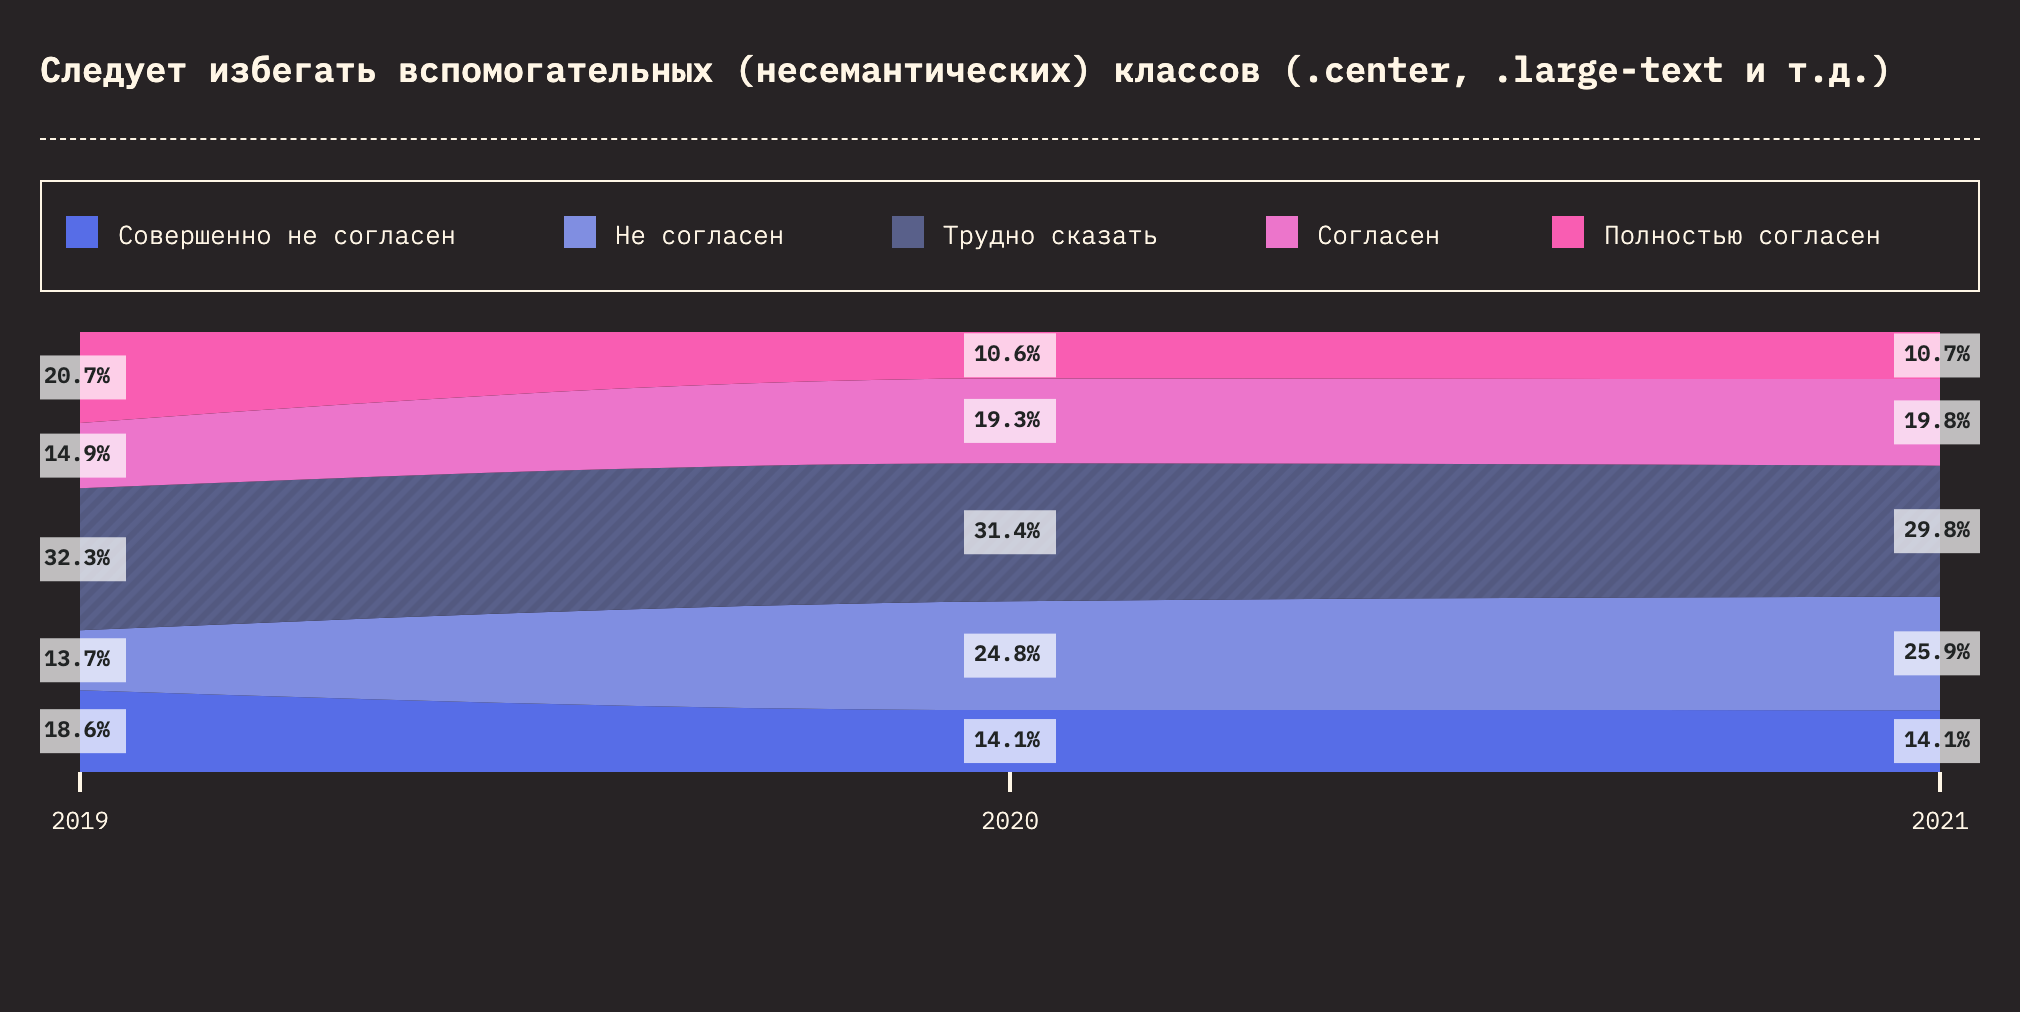 Следует избегать вспомогательных (несемантических) классов (.center, .large-text и т.д.)
Совершенно не согласен Не согласен Трудно сказать Согласен Полностью согласен
10.6% 10.7%
20.7%
19.3% 19.8%
14.9%
31.4% 29.8%
32.3%
24.8% 25.9%
13.7%
18.6% 14.1% 14.1%
2019 2020 2021